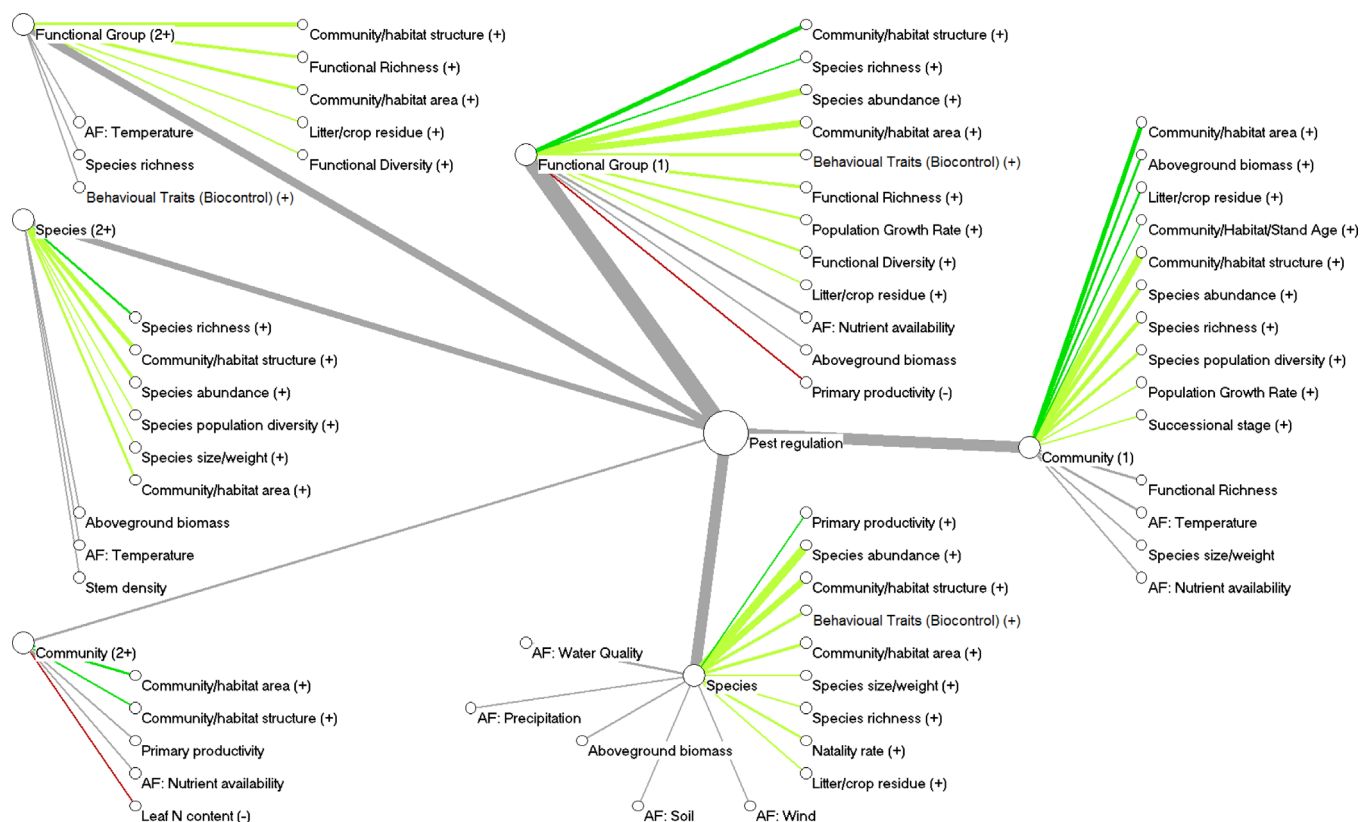 Functional Group (2+)
Community/habitat structure (+)
Functional Richness (+)
Community/habitat area (+)
Litter/crop residue (+)
Functional Diversity (+)
AF: Temperature
Species richness
Behavioual Traits (Biocontrol) (+)
Species (2+)
Species richness (+)
Community/habitat structure (+)
Species abundance (+)
Species population diversity (+)
Species size/weight (+)
Community/habitat area (+)
Aboveground biomass
AF: Temperature
Stem density
Community (2+)
Community/habitat area (+)
Community/habitat structure (+)
Primary productivity
AF: Nutrient availability
Leaf N content (-)
Functional Group (1)
Community/habitat structure (+)
Species richness (+)
Species abundance (+)
Community/habitat area (+)
Behavioual Traits (Biocontrol) (+)
Functional Richness (+)
Population Growth Rate (+)
Functional Diversity (+)
Litter/crop residue (+)
AF: Nutrient availability
Aboveground biomass
Primary productivity (-)
Pest regulation
Community (1)
Community/habitat area (+)
Aboveground biomass (+)
Litter/crop residue (+)
Community/Habitat/Stand Age (+)
Community/habitat structure (+)
Species abundance (+)
Species richness (+)
Species population diversity (+)
Population Growth Rate (+)
Successional stage (+)
Functional Richness
AF: Temperature
Species size/weight
AF: Nutrient availability
Species
Primary productivity (+)
Species abundance (+)
Community/habitat structure (+)
Behavioual Traits (Biocontrol) (+)
Community/habitat area (+)
Species size/weight (+)
Species richness (+)
Natality rate (+)
Litter/crop residue (+)
AF: Water Quality
AF: Precipitation
Aboveground biomass
AF: Soil
AF: Wind